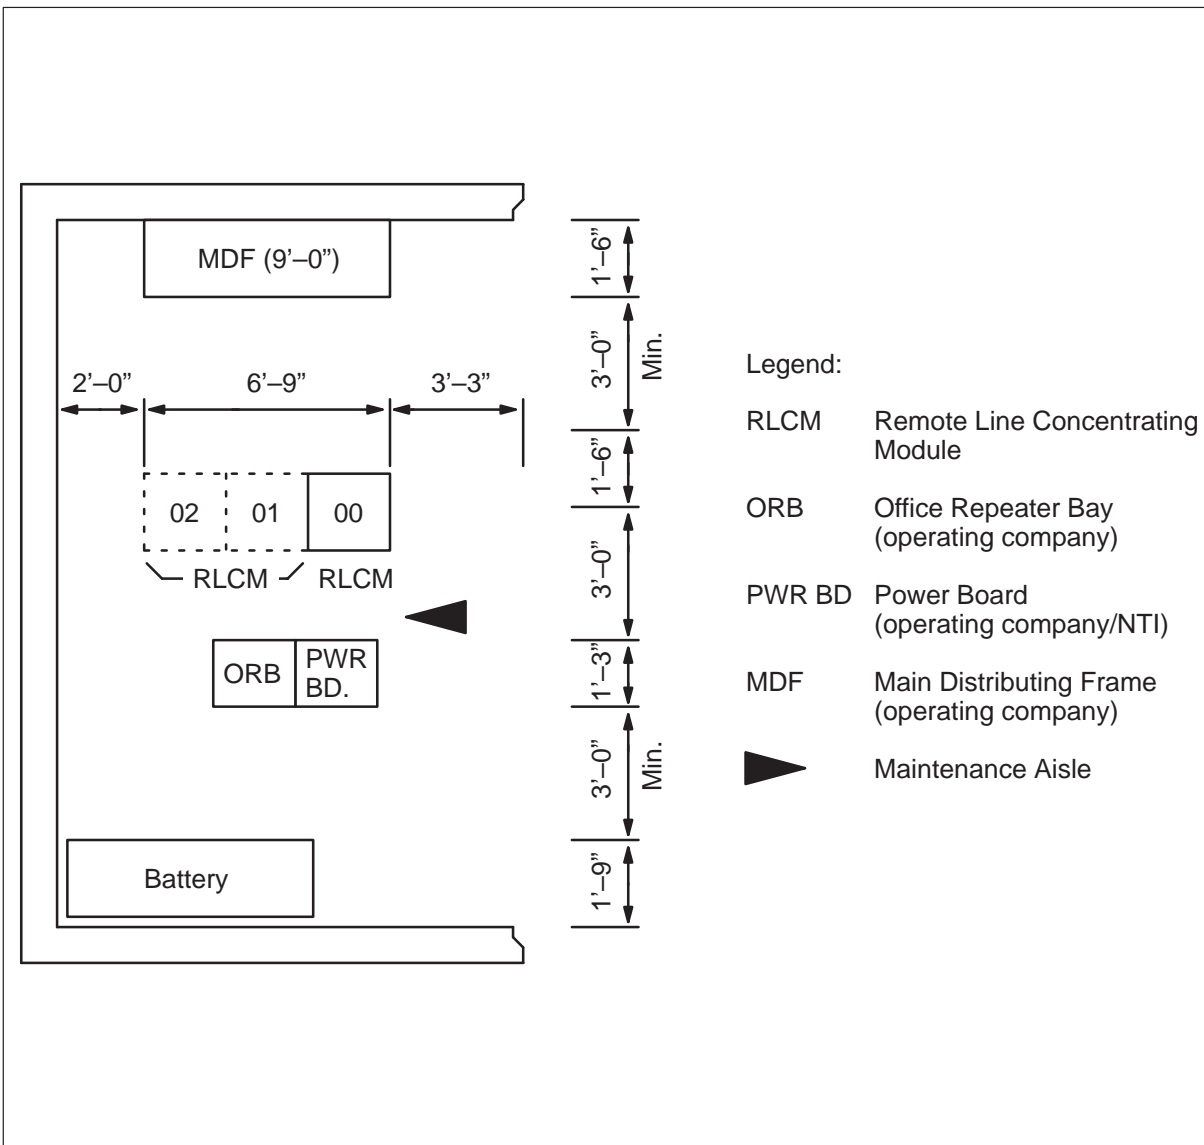 MDF (9’–0”)
2’–0”
6’–9”
3’–3”
02
01
00
RLCM
RLCM
ORB
PWR
BD.
Battery
1’–6”
3’–0”
Min.
1’–6”
3’–0”
1’–3”
3’–0”
Min.
1’–9”
Legend:
RLCM Remote Line Concentrating
Module
ORB Office Repeater Bay
(operating company)
PWR BD Power Board
(operating company/NTI)
MDF Main Distributing Frame
(operating company)
Maintenance Aisle